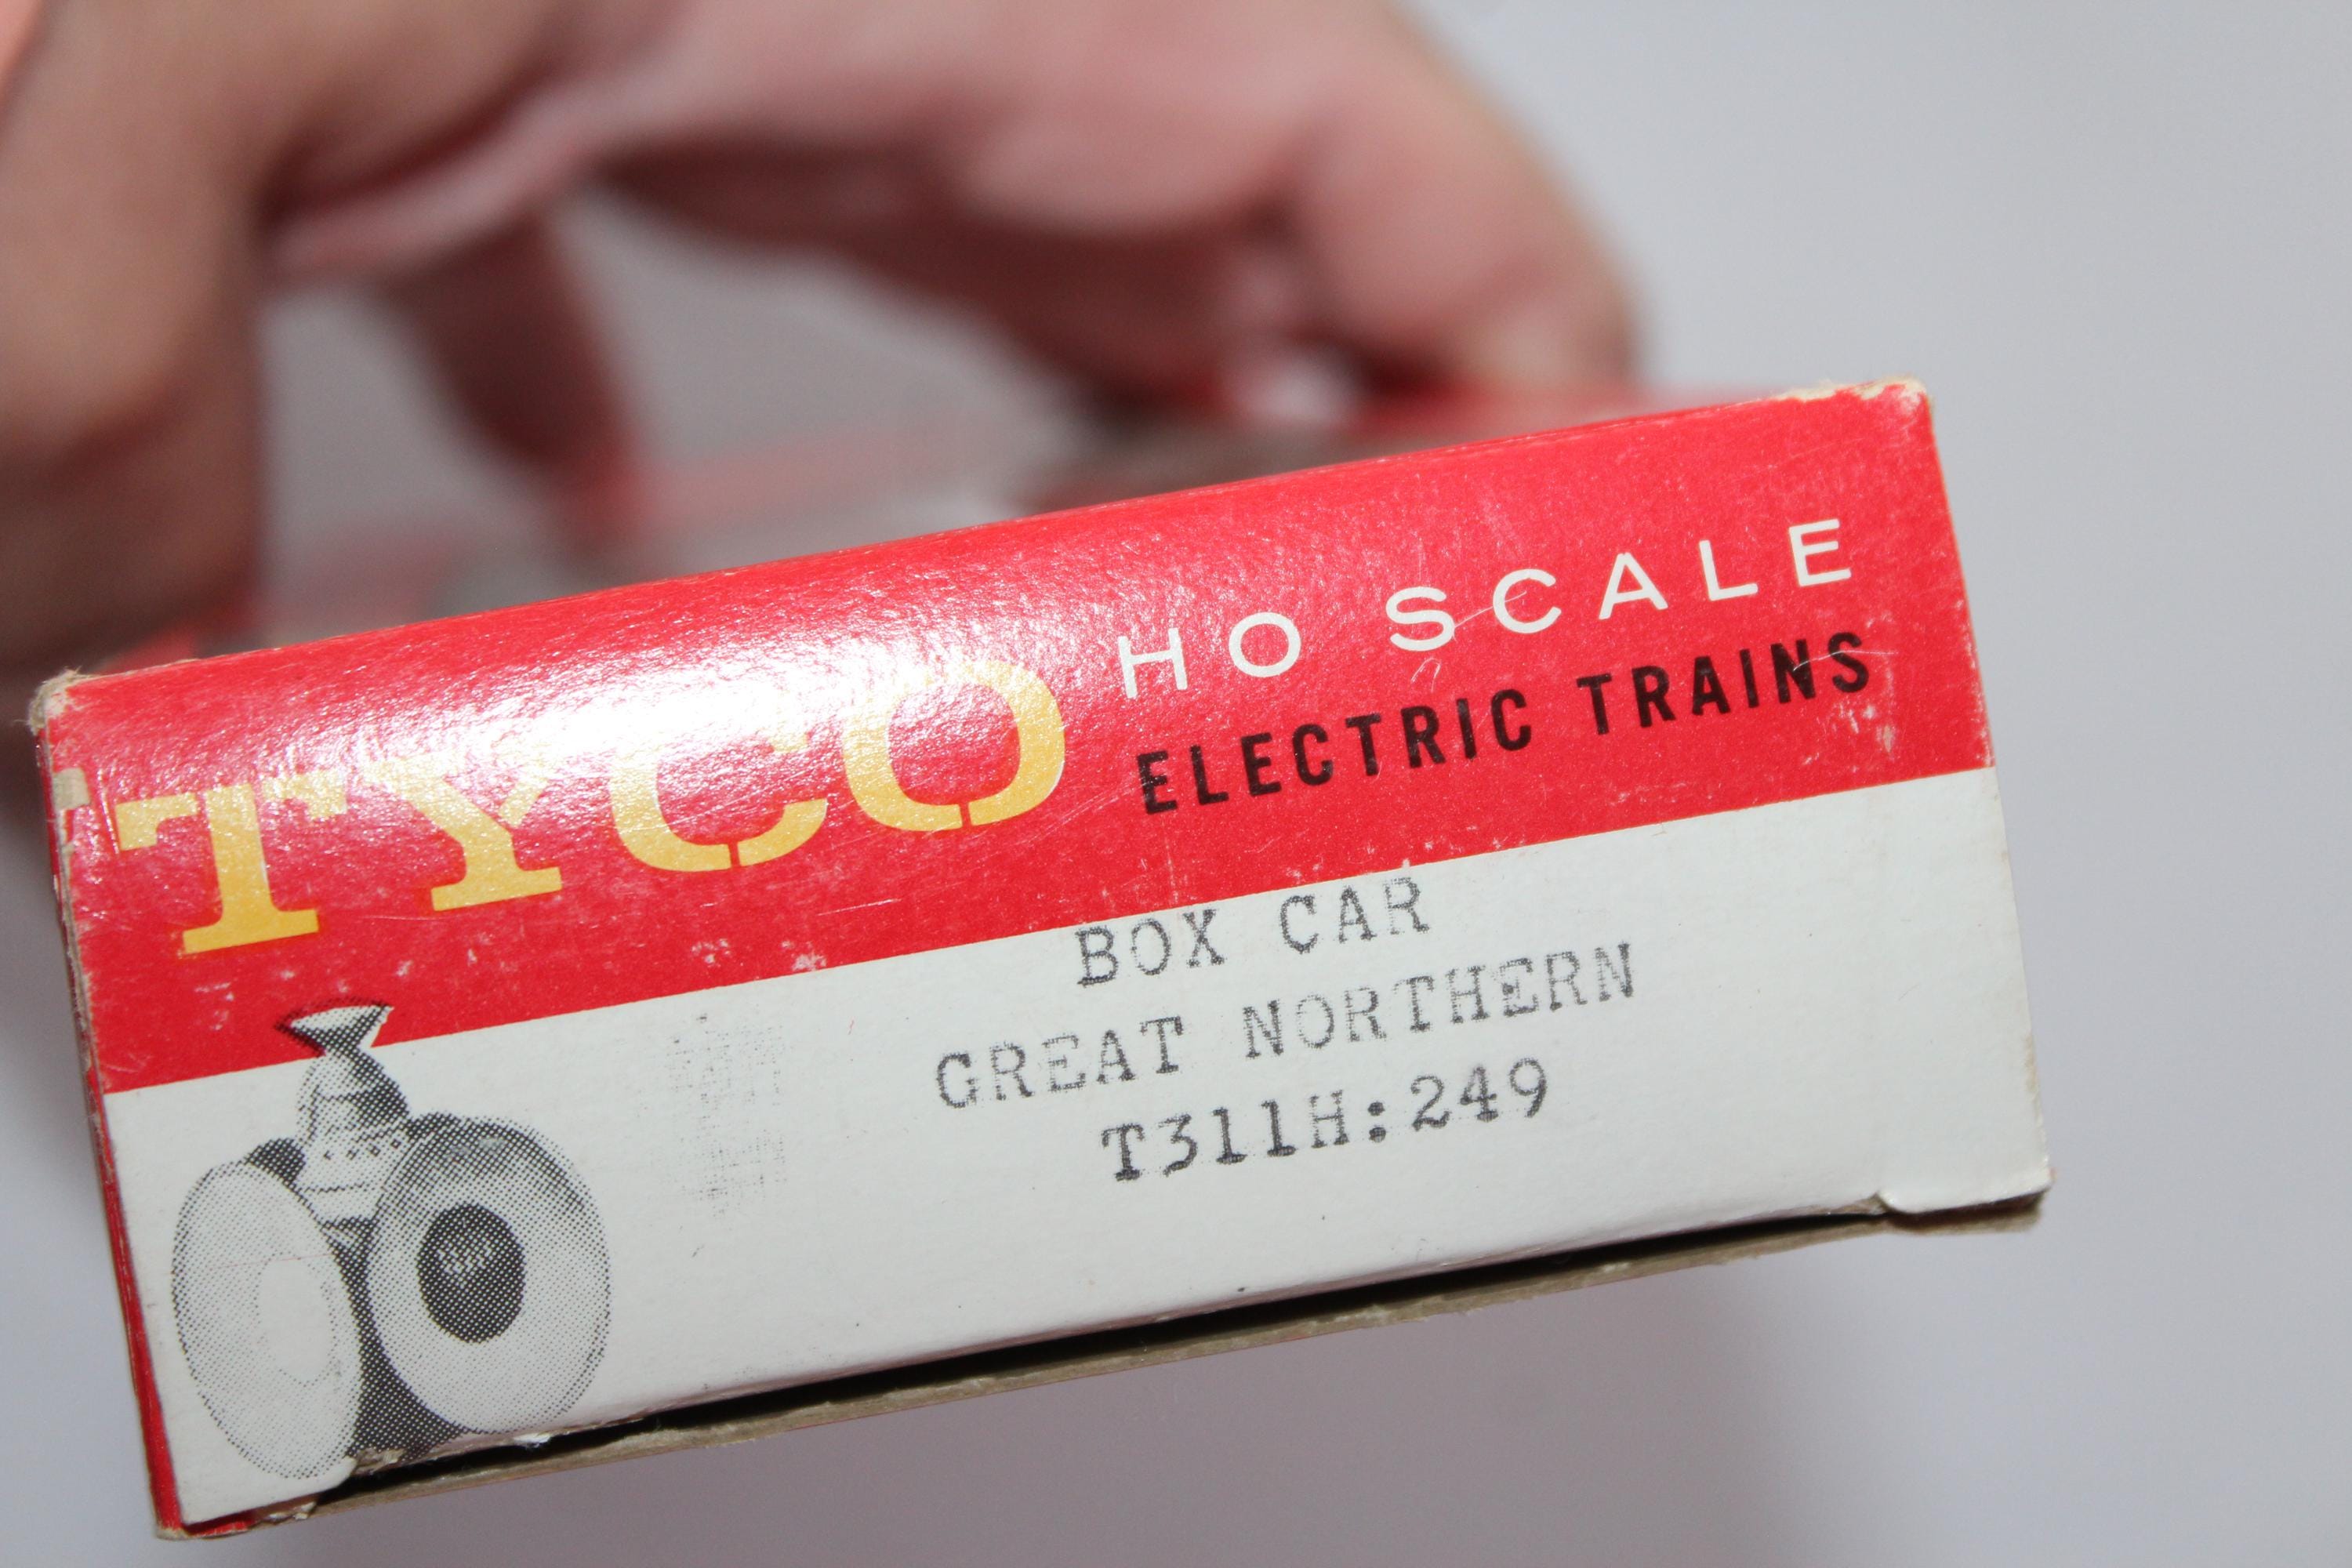 TYCO
HO SCALE
ELECTRIC TRAINS
BOX CAR
GREAT NORTHERN
T311H:249